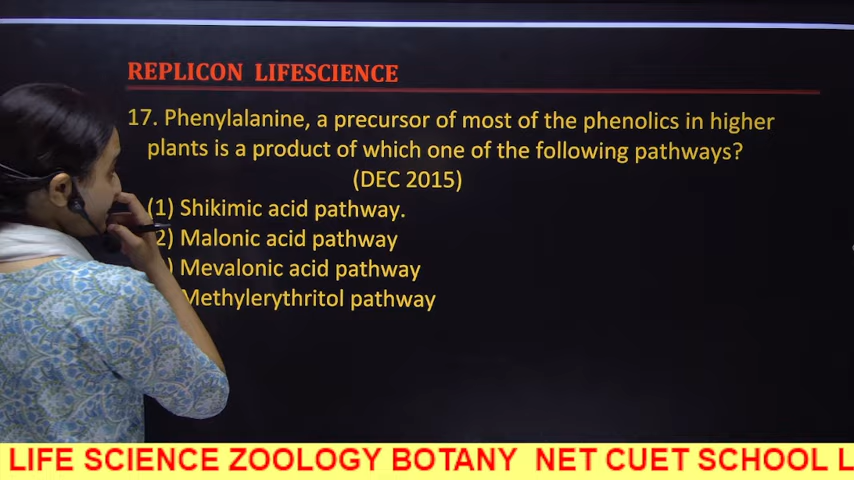 REPLICON LIFESCIENCE
17. Phenylalanine, a precursor of most of the phenolics in higher
plants is a product of which one of the following pathways?
(DEC 2015)
(1) Shikimic acid pathway.
2) Malonic acid pathway
) Mevalonic acid pathway
Methylerythritol pathway
LIFE SCIENCE ZOOLOGY BOTANY NET CUET SCHOOL L